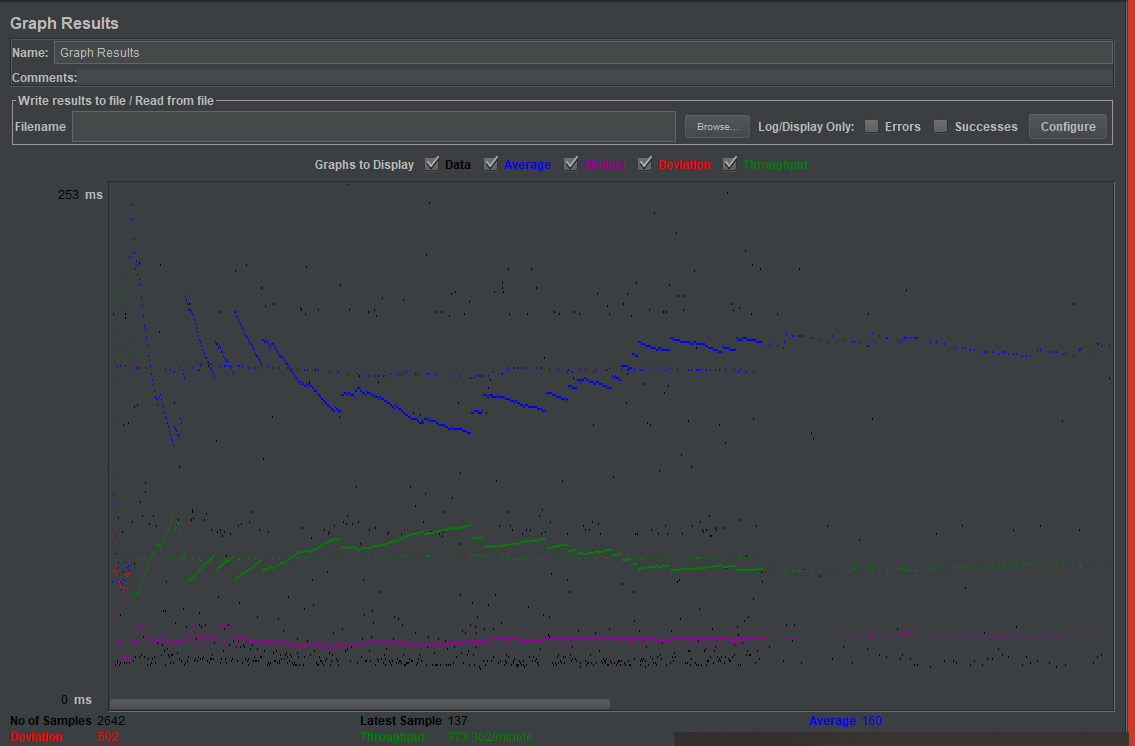 Graph Results
Name: Graph Results
Comments:
Write results to file / Read from file
Filename Browse... Log/Display Only: Errors Successes Configure
Graphs to Display Data Average Median Deviation Throughput
253 ms
0 ms
No of Samples 2642 Latest Sample 137 Average 160
Deviation 502 Throughput 373.362/minute